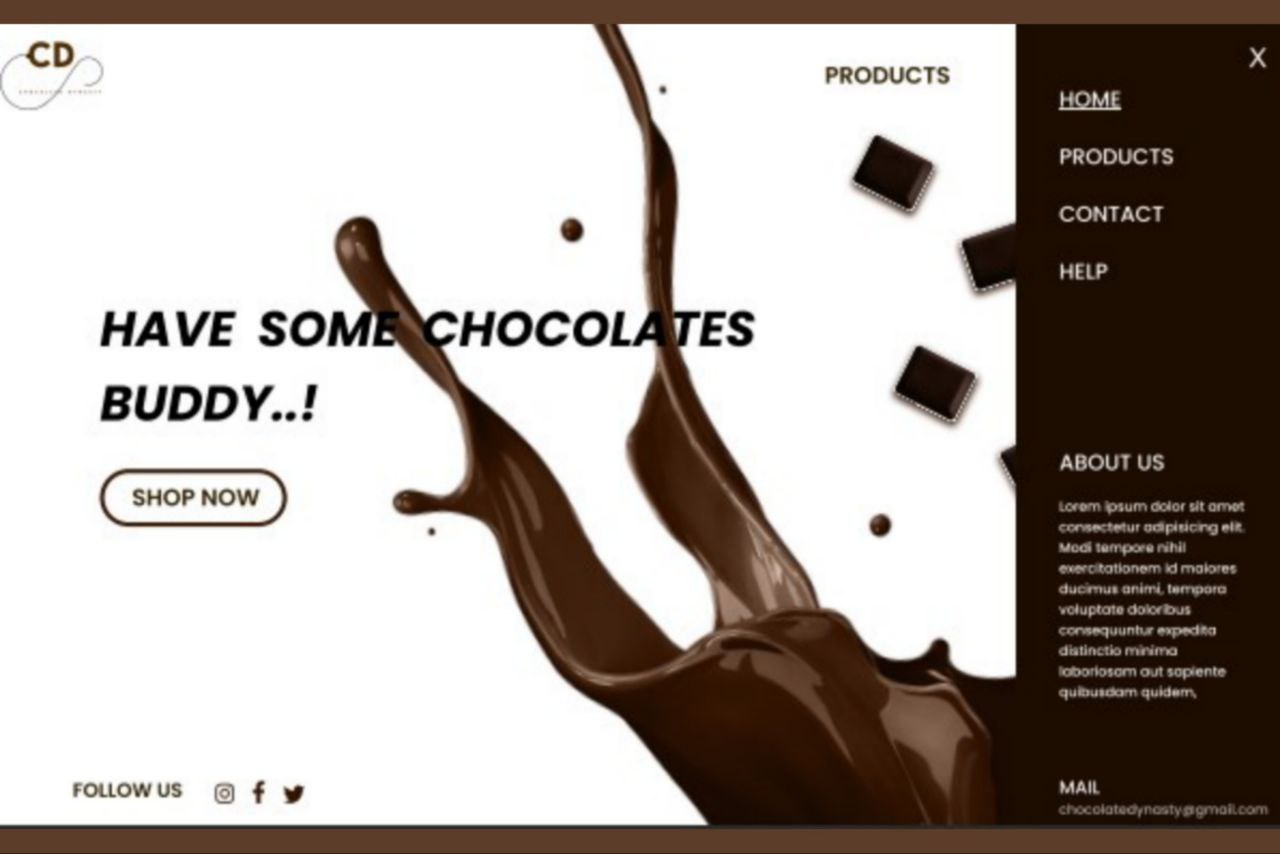 CD
PRODUCTS
HAVE SOME CHOCOLATES
BUDDY..!
SHOP NOW
FOLLOW US
X
HOME
PRODUCTS
CONTACT
HELP
ABOUT US
Lorem ipsum dolor sit amet
consectetur adipisicing elit.
Modi tempore nihil
exercitationem id maiores
ducimus animi, tempora
voluptate doloribus
consequuntur expedita
distinctio minima
laboriosam aut sapiente
quibusdam quidem,
MAIL
chocolatedynasty@gmail.com